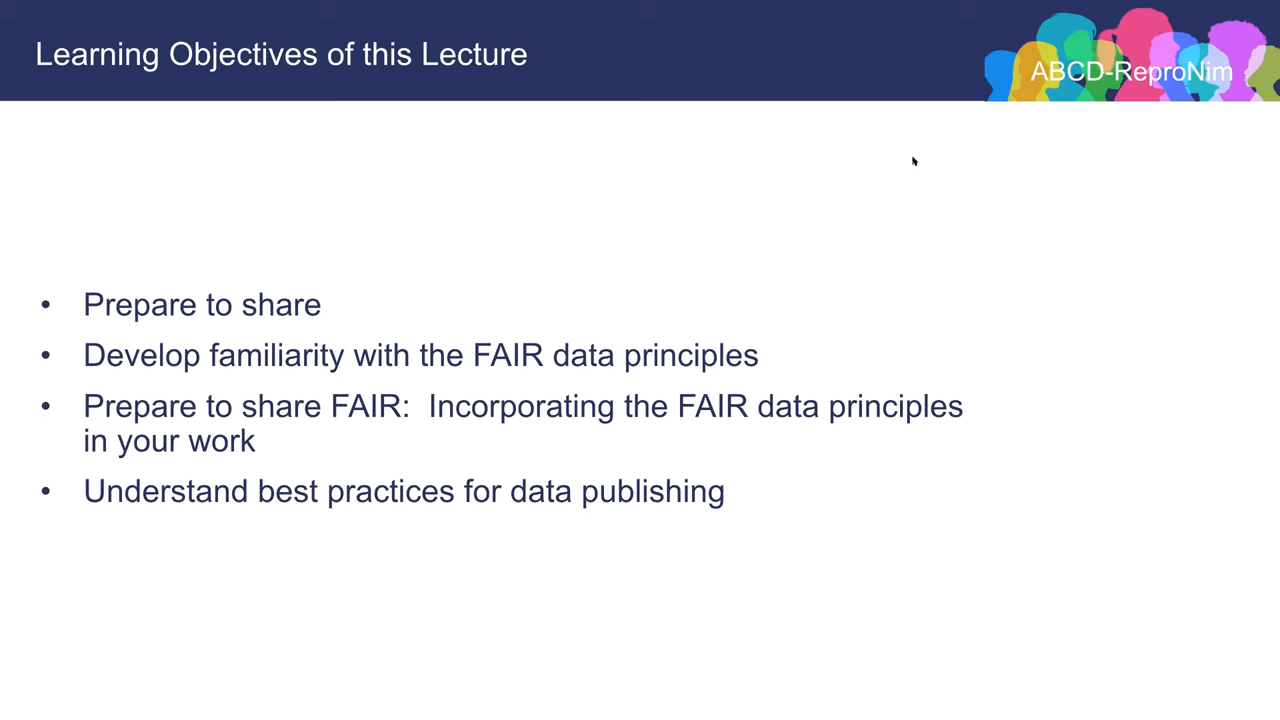 Learning Objectives of this Lecture
ABCD-ReproNim
• Prepare to share
• Develop familiarity with the FAIR data principles
• Prepare to share FAIR:  Incorporating the FAIR data principles
in your work
• Understand best practices for data publishing